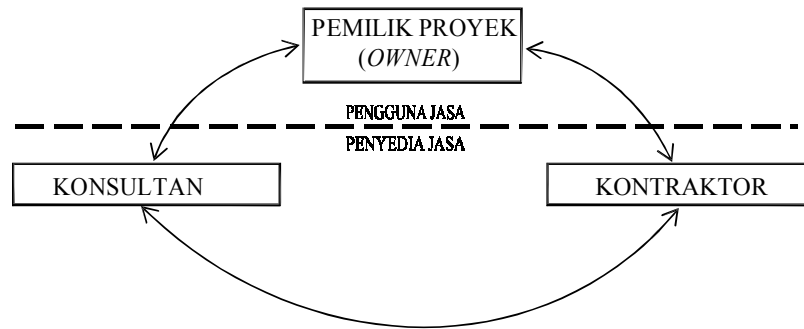 PEMILIK PROYEK
(OWNER)
PENGGUNA JASA
PENYEDIA JASA
KONSULTAN
KONTRAKTOR